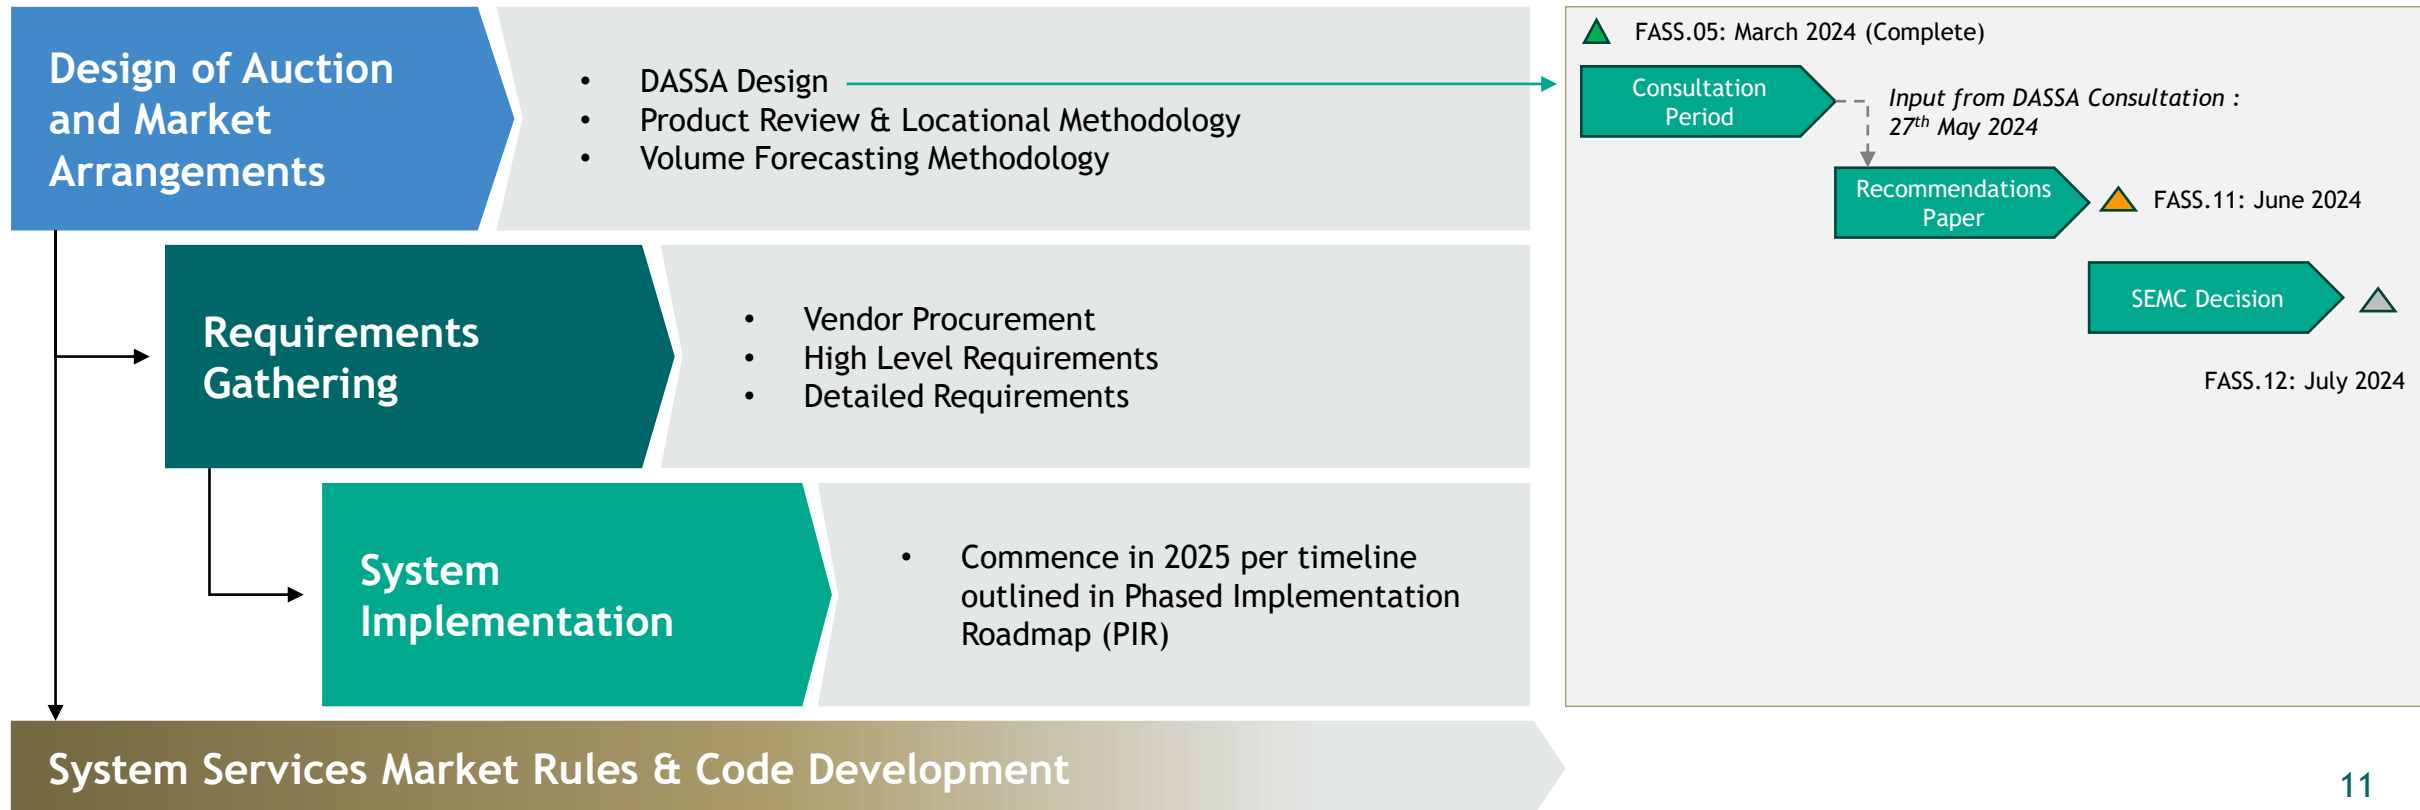 Design of Auction
and Market
Arrangements
• DASSA Design
• Product Review & Locational Methodology
• Volume Forecasting Methodology
Requirements
Gathering
• Vendor Procurement
• High Level Requirements
• Detailed Requirements
System
Implementation
• Commence in 2025 per timeline
outlined in Phased Implementation
Roadmap (PIR)
System Services Market Rules & Code Development
FASS.05: March 2024 (Complete)
Consultation
Period
Input from DASSA Consultation :
27th May 2024
Recommendations
Paper
FASS.11: June 2024
SEMC Decision
FASS.12: July 2024
11